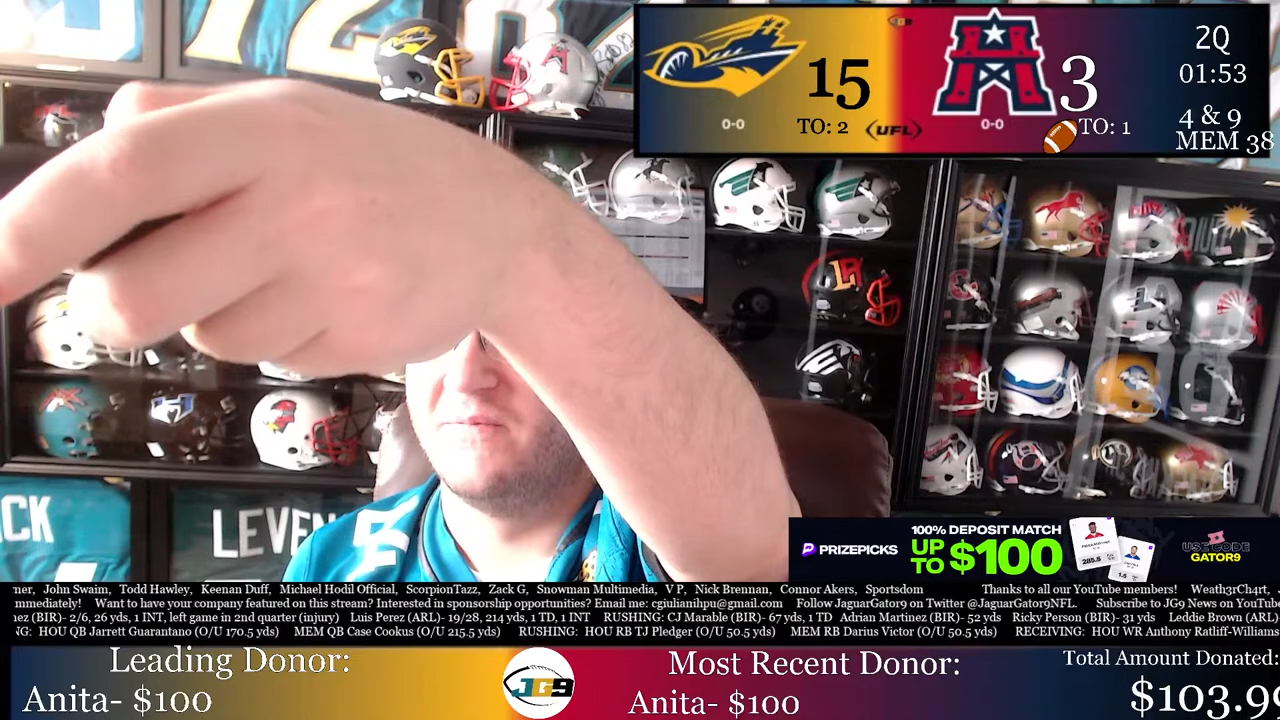 15
3
2Q
01:53
0-0
TO: 2
UFL
0-0
TO: 1
4 & 9
MEM 38
CK
LEVEN
100% DEPOSIT MATCH
PRIZEPICKS
UP TO $100
USE CODE
GATOR9
ner, John Swaim, Todd Hawley, Keenan Duff, Michael Hodil Official, ScorpionTazz, Zack G, Snowman Multimedia, V P, Nick Brennan, Connor Akers, Sportsdom Thanks to all our YouTube members! Weath3rCh4rt, J
mmediately! Want to have your company featured on this stream? Interested in sponsorship opportunities? Email me: cgiulianihpu@gmail.com Follow JaguarGator9 on Twitter @JaguarGator9NFL. Subscribe to JG9 News on YouTub
nez (BIR)- 2/6, 26 yds, 1 INT, left game in 2nd quarter (injury) Luis Perez (ARL)- 19/28, 214 yds, 1 TD, 1 INT RUSHING: CJ Marable (BIR)- 67 yds, 1 TD Adrian Martinez (BIR)- 52 yds Ricky Person (BIR)- 31 yds Leddie Brown (ARL)
G: HOU QB Jarrett Guarantano (O/U 170.5 yds) MEM QB Case Cookus (O/U 215.5 yds) RUSHING: HOU RB TJ Pledger (O/U 50.5 yds) MEM RB Darius Victor (O/U 50.5 yds) RECEIVING: HOU WR Anthony Ratliff-Williams
Leading Donor:
Anita- $100
JG9
Most Recent Donor:
Anita- $100
Total Amount Donated:
$103.99